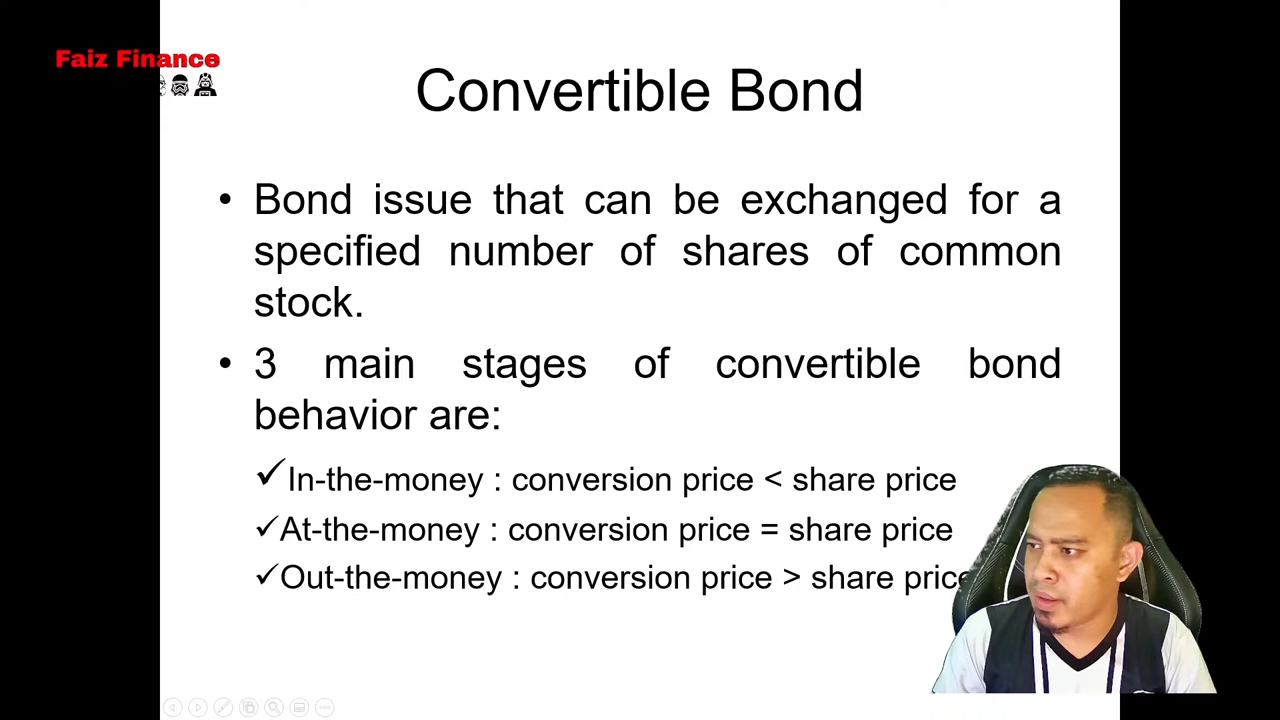 Faiz Finance
Convertible Bond
• Bond issue that can be exchanged for a
specified number of shares of common
stock.
• 3 main stages of convertible bond
behavior are:
✓In-the-money : conversion price < share price
✓At-the-money : conversion price = share price
✓Out-the-money : conversion price > share price